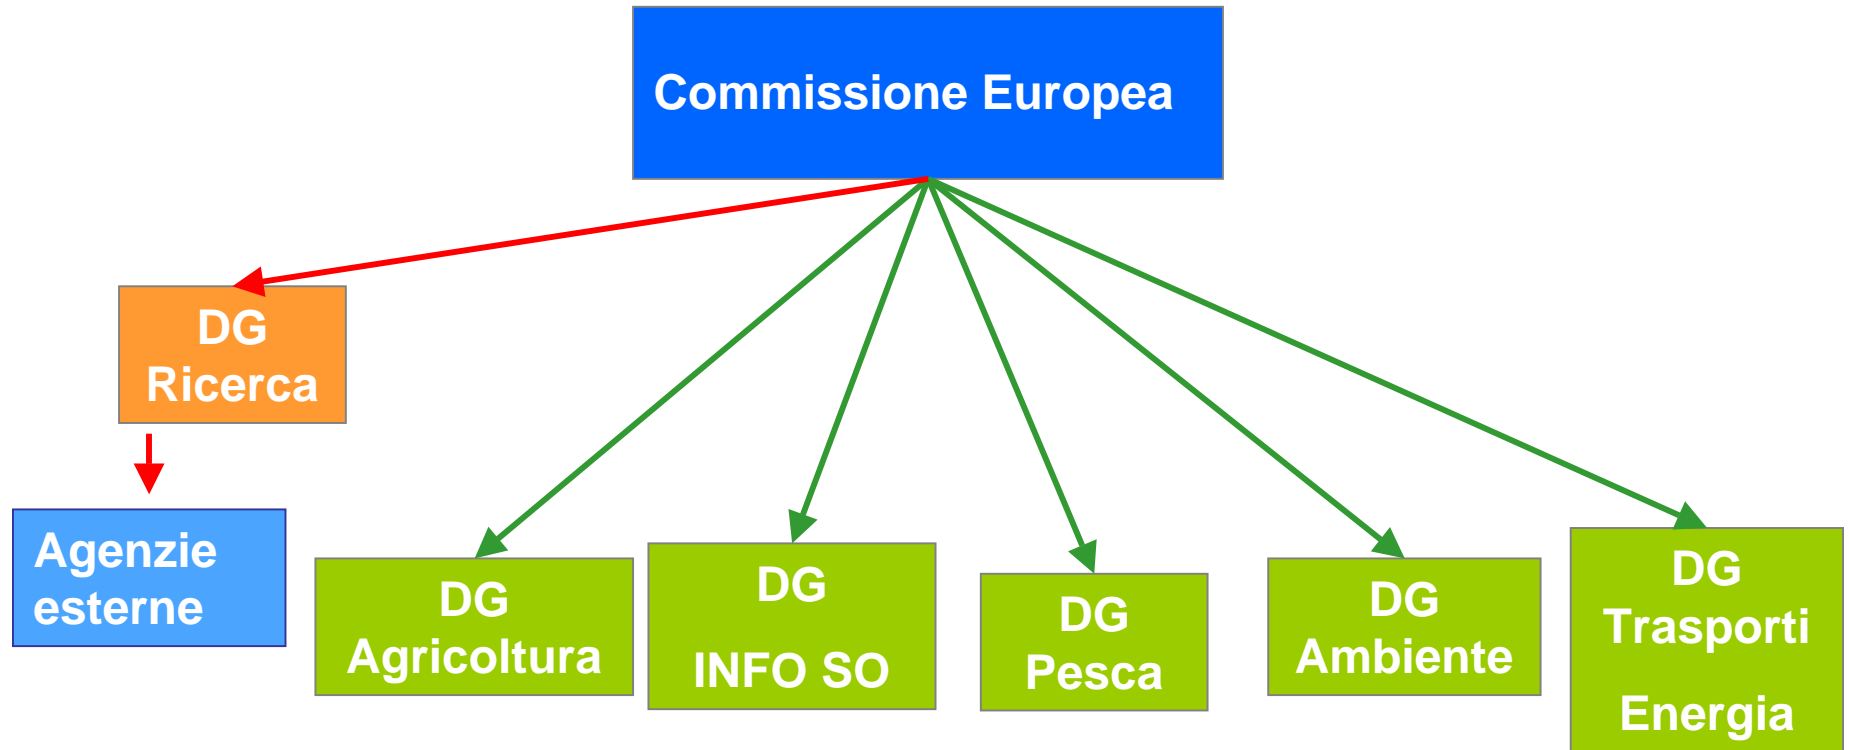 Commissione Europea
DG
Ricerca
Agenzie
esterne
DG
Agricoltura
DG
INFO SO
DG
Pesca
DG
Ambiente
DG
Trasporti
Energia